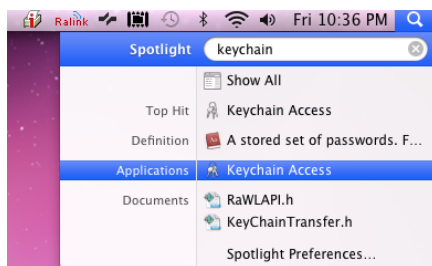 Ralink Fri 10:36 PM
Spotlight keychain
Show All
Top Hit Keychain Access
Definition A stored set of passwords. F...
Applications Keychain Access
Documents RaWLAPI.h
KeyChainTransfer.h
Spotlight Preferences...